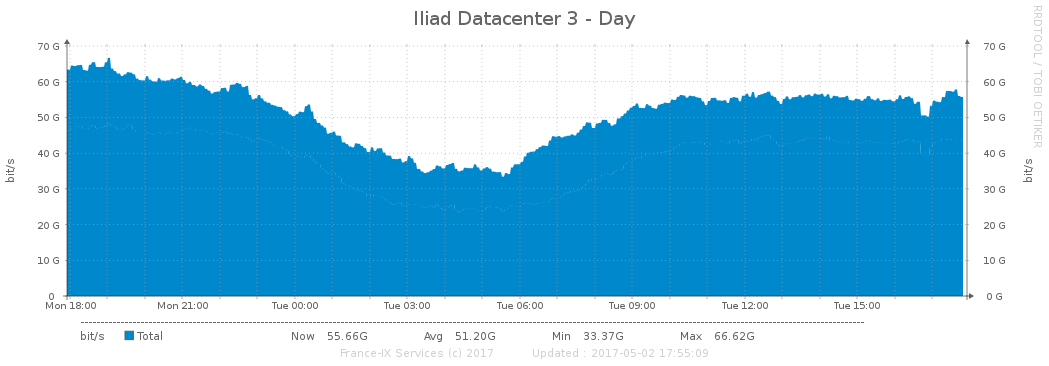 Iliad Datacenter 3 - Day
RRDTOOL / TOBI OETIKER
bit/s
70 G
60 G
50 G
40 G
30 G
20 G
10 G
0
70 G
60 G
50 G
40 G
30 G
20 G
10 G
0 G
bit/s
Mon 18:00 Mon 21:00 Tue 00:00 Tue 03:00 Tue 06:00 Tue 09:00 Tue 12:00 Tue 15:00
bit/s Total Now 55.66G Avg 51.20G Min 33.37G Max 66.62G
France-IX Services (c) 2017 Updated : 2017-05-02 17:55:09